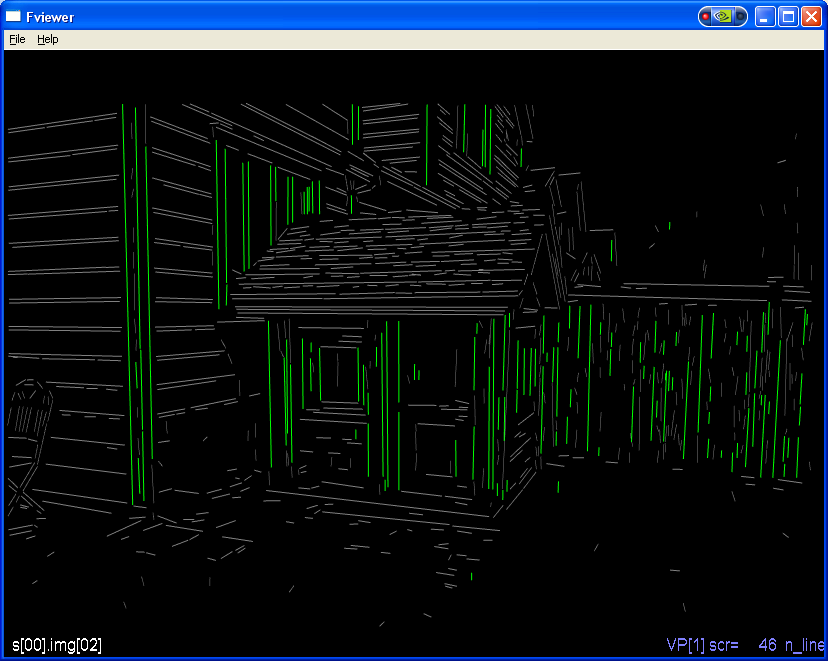 Fviewer
File Help
s[00].img[02]
VP[1] scr= 46 n_line